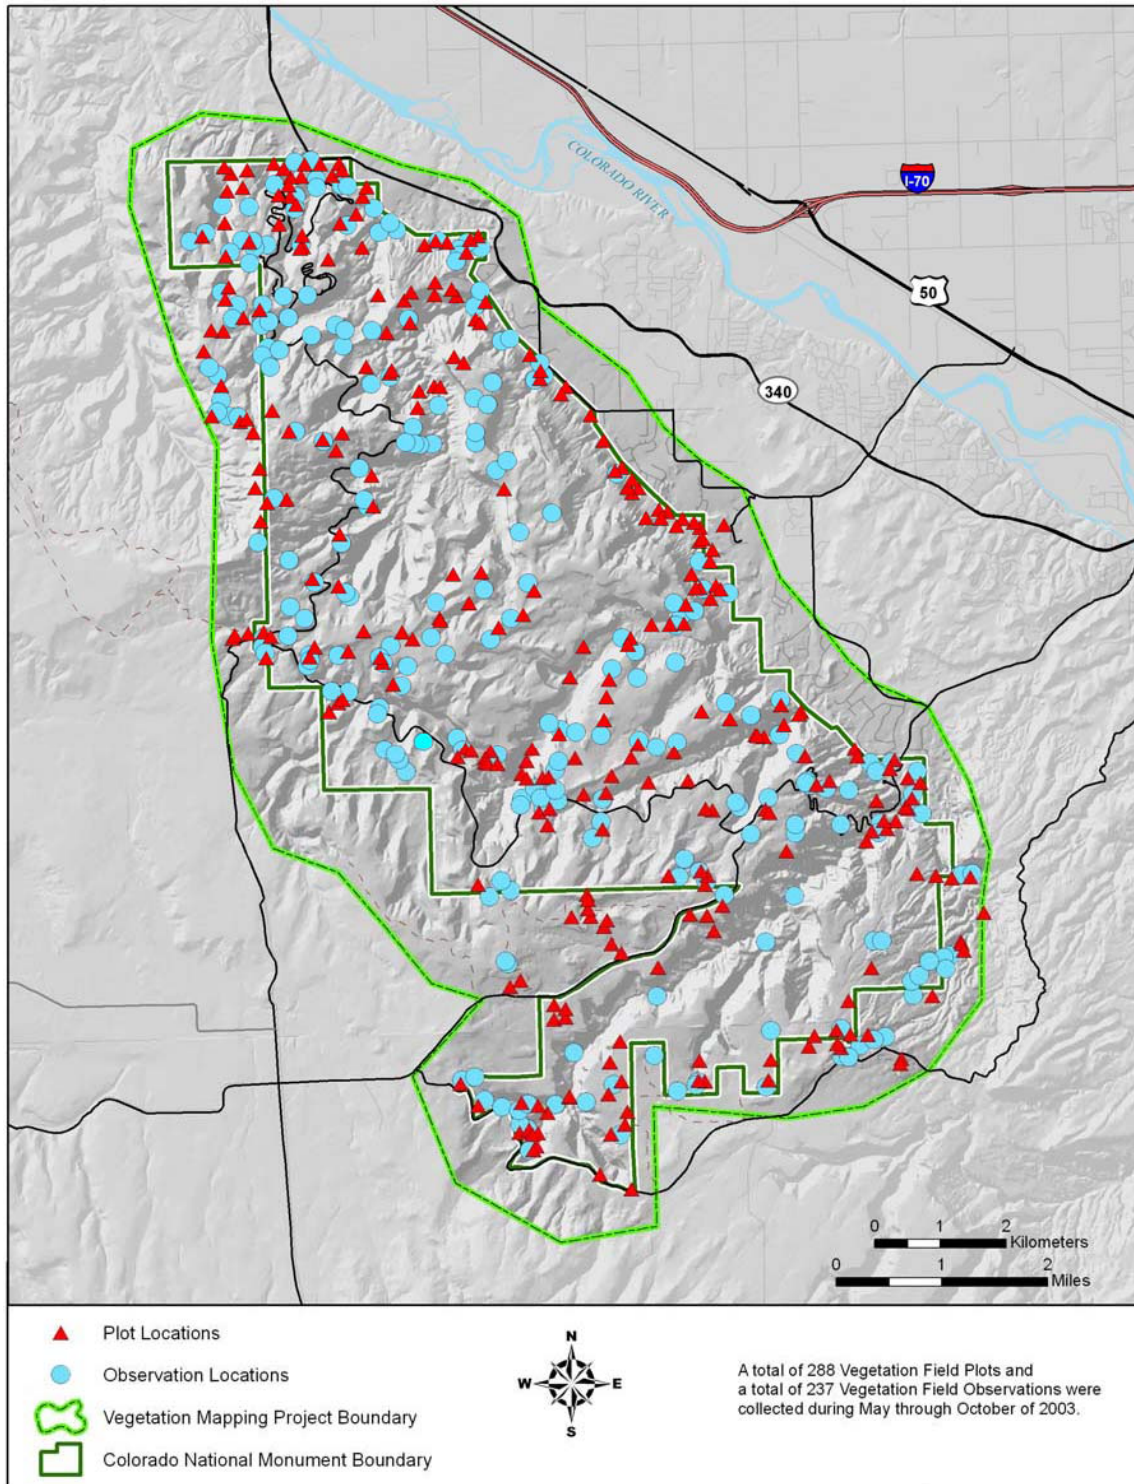 COLORADO RIVER
I-70
50
340
0 1 2
Kilometers
0 1 2
Miles
Plot Locations
Observation Locations
Vegetation Mapping Project Boundary
Colorado National Monument Boundary
N
W E
S
A total of 288 Vegetation Field Plots and
a total of 237 Vegetation Field Observations were
collected during May through October of 2003.